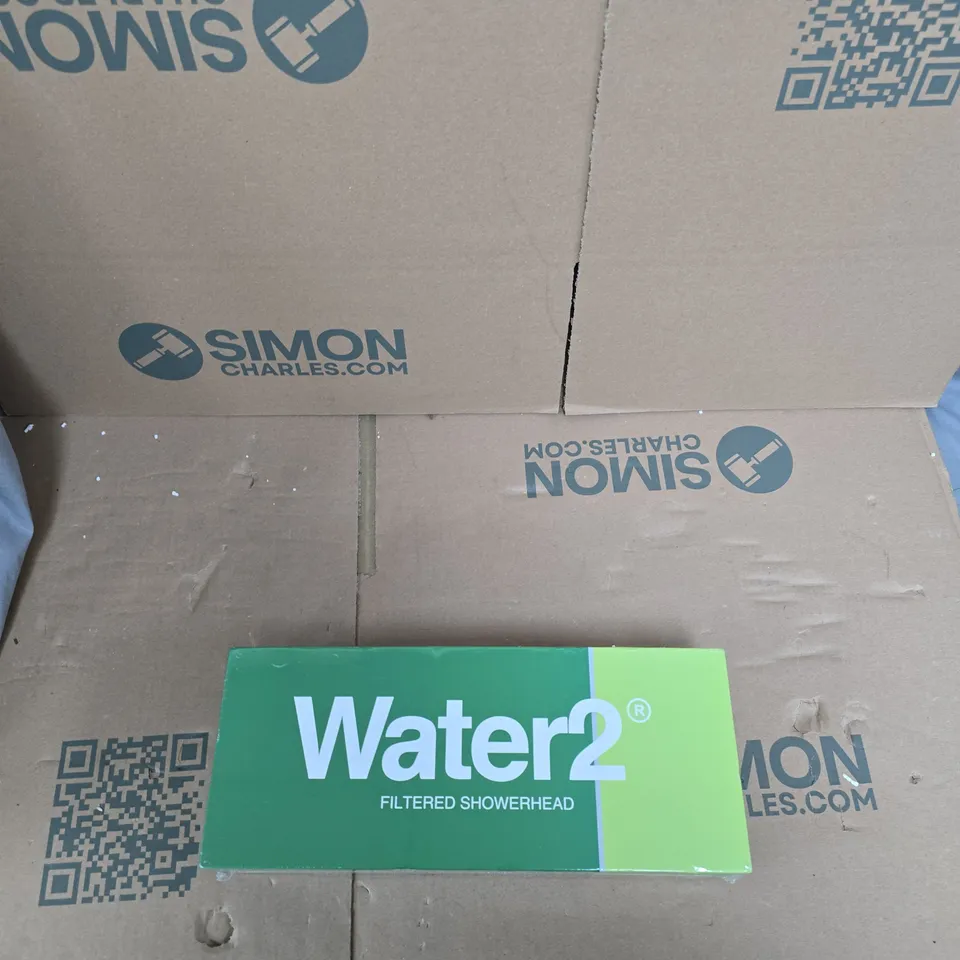 SIMON
SIMON
CHARLES.COM
SIMON
CHARLES.COM
Water2®
FILTERED SHOWERHEAD
MON
LES.COM